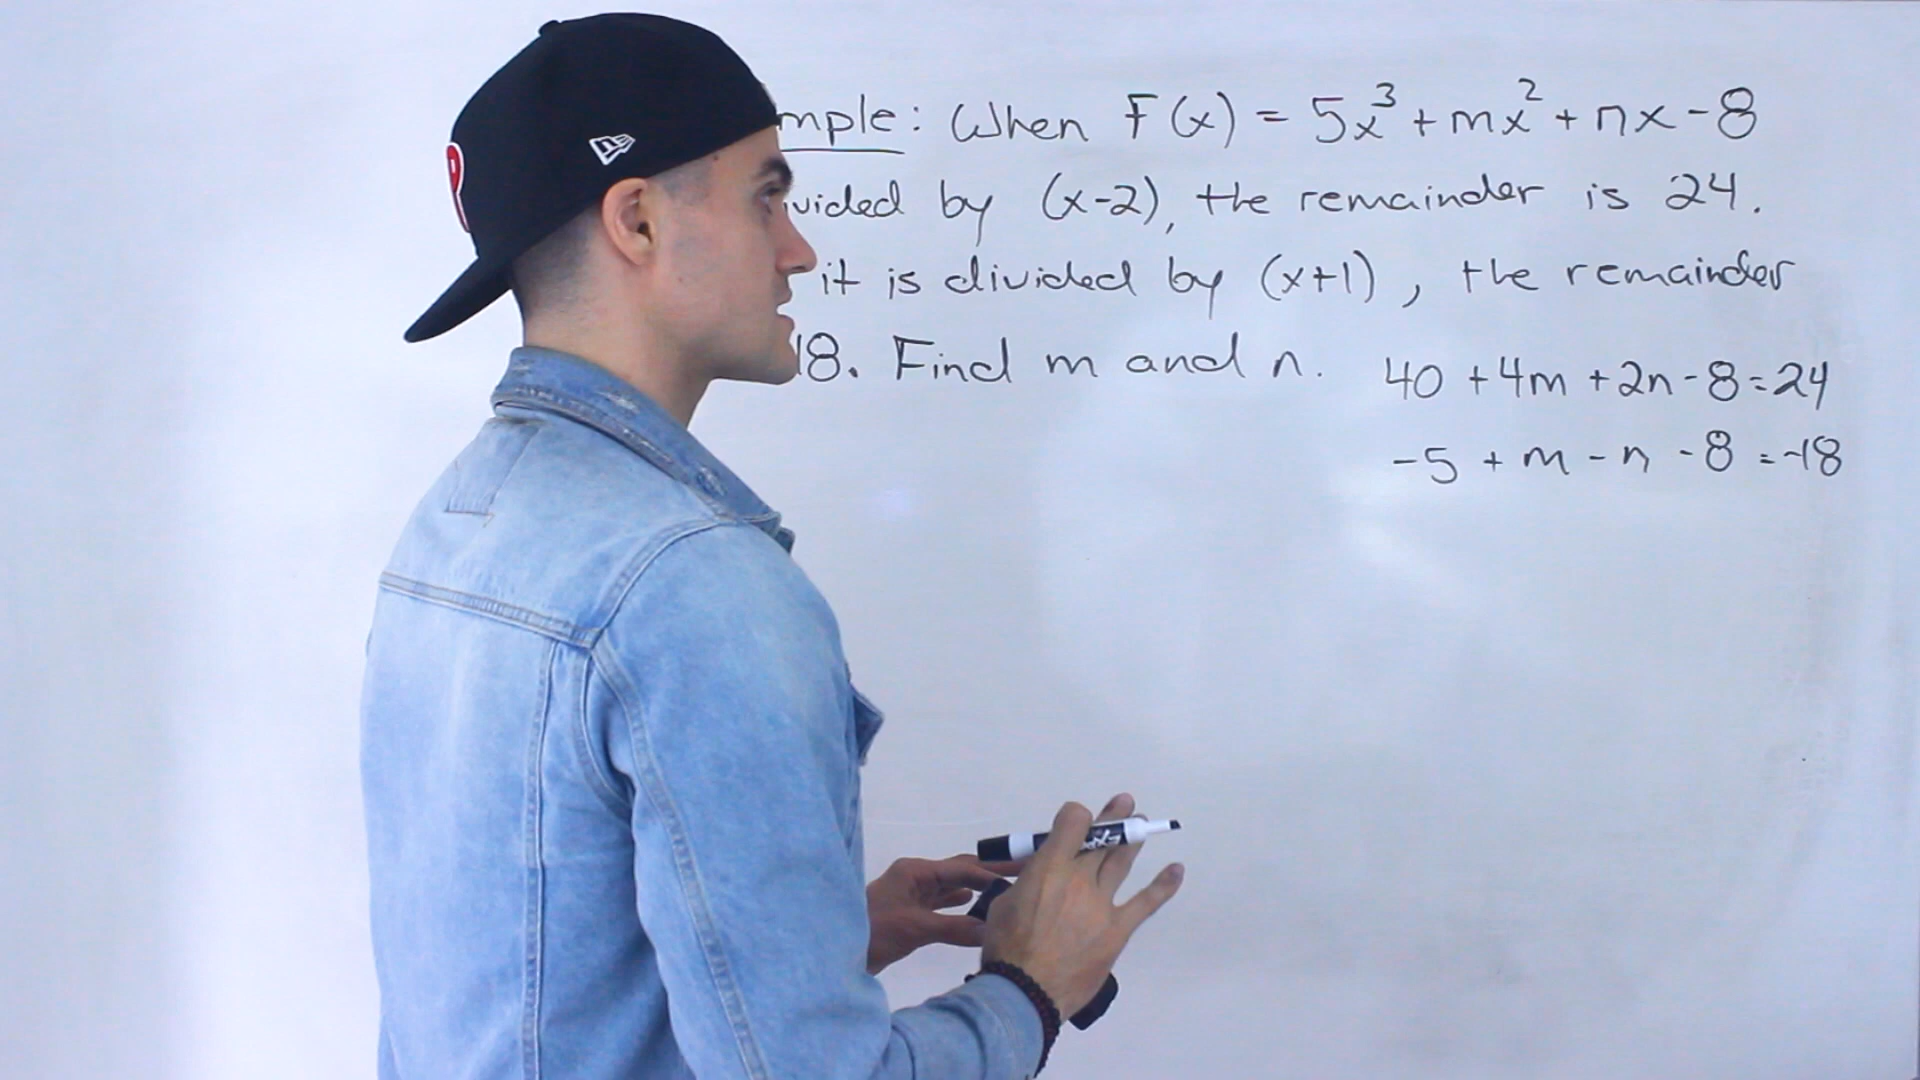 mple: When F(x) = 5x³ + mx² + nx - 8
vided by (x-2), the remainder is 24.
it is divided by (x+1), the remainder
18. Find m and n.
40 + 4m + 2n - 8 = 24
-5 + m - n - 8 = -18